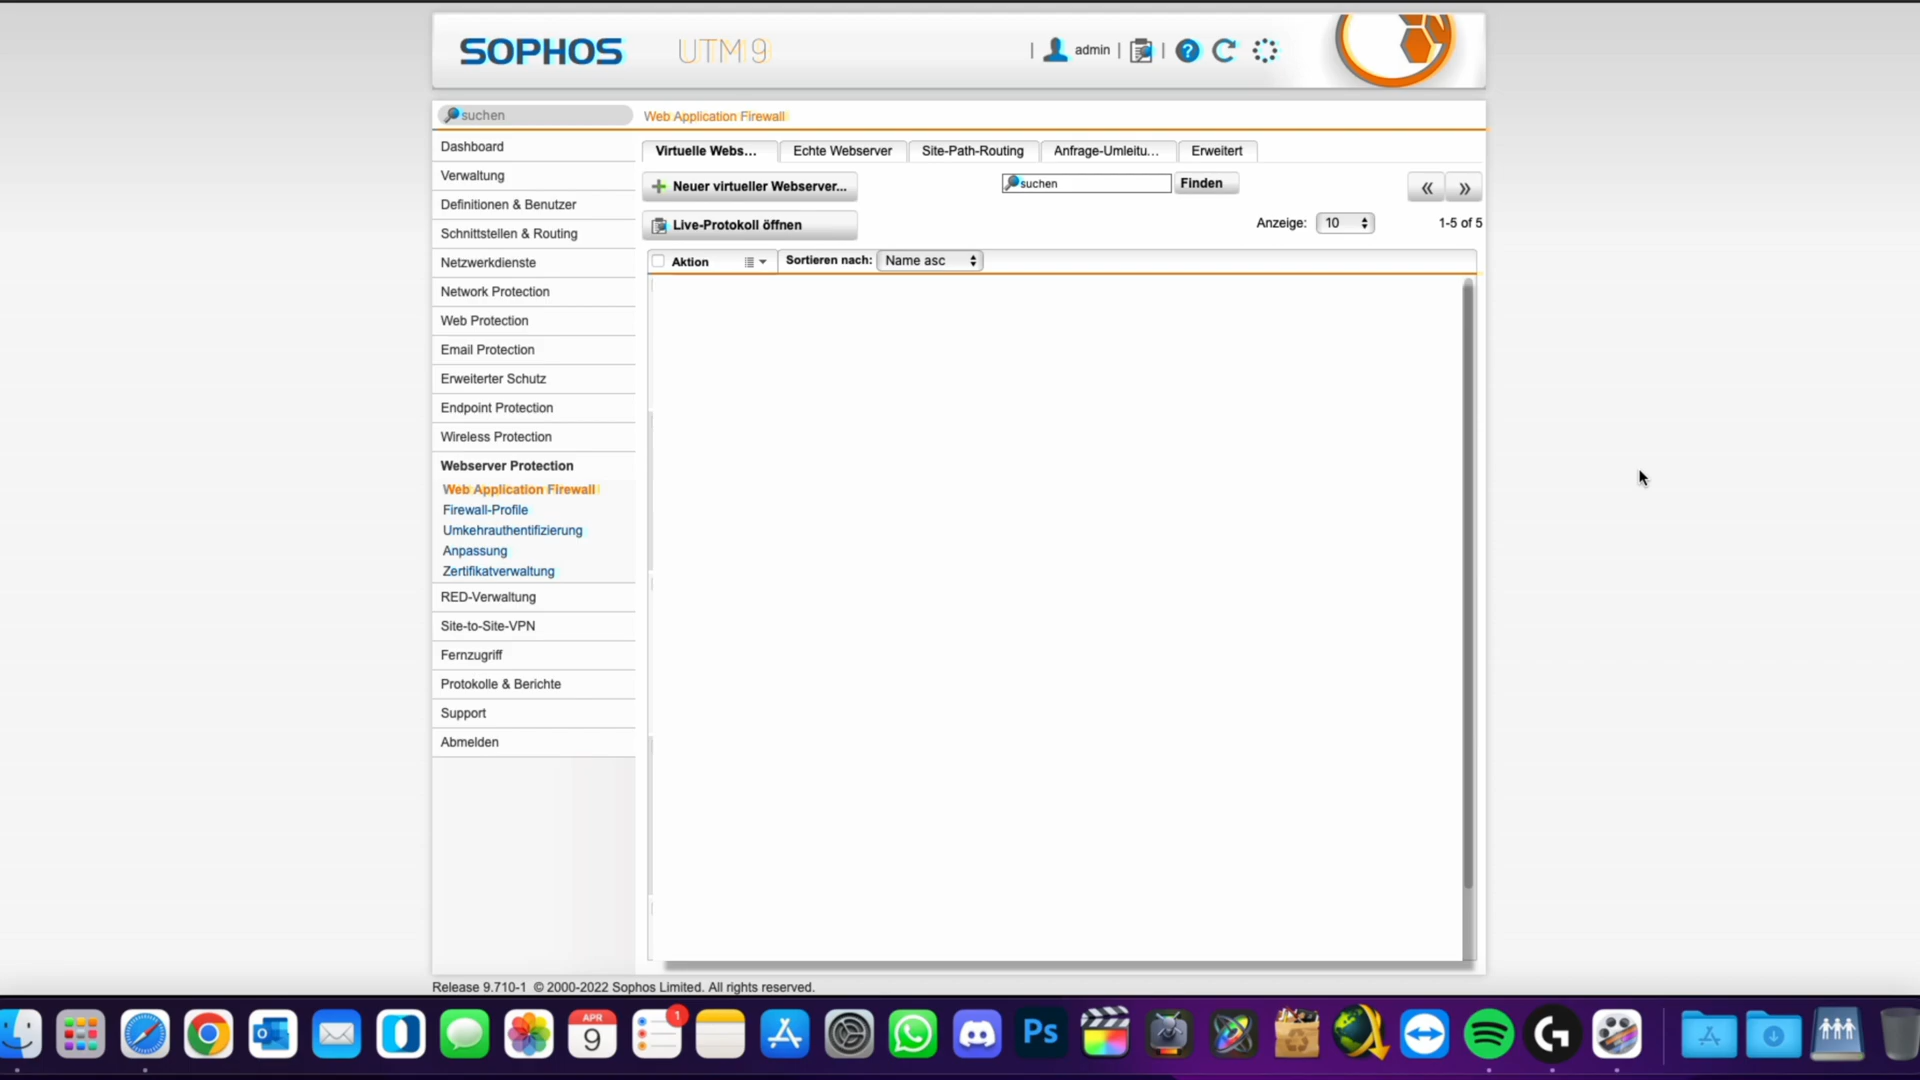 SOPHOS UTM 9
admin
suchen
Web Application Firewall
Dashboard
Verwaltung
Definitionen & Benutzer
Schnittstellen & Routing
Netzwerkdienste
Network Protection
Web Protection
Email Protection
Erweiterter Schutz
Endpoint Protection
Wireless Protection
Webserver Protection
Web Application Firewall
Firewall-Profile
Umkehrauthentifizierung
Anpassung
Zertifikatverwaltung
RED-Verwaltung
Site-to-Site-VPN
Fernzugriff
Protokolle & Berichte
Support
Abmelden
Virtuelle Webs... Echte Webserver Site-Path-Routing Anfrage-Umleitu... Erweitert
Neuer virtueller Webserver... suchen Finden « »
Live-Protokoll öffnen Anzeige: 10 1-5 of 5
Aktion Sortieren nach: Name asc
Release 9.710-1 © 2000-2022 Sophos Limited. All rights reserved.
APR
9
1
Ps